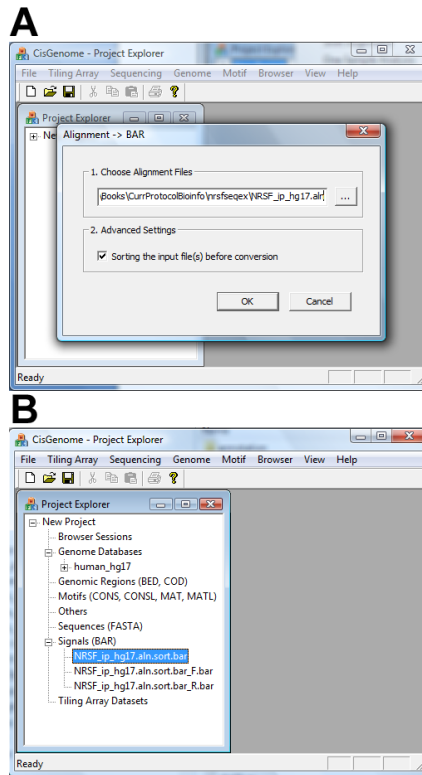 A
CisGenome - Project Explorer
File Tiling Array Sequencing Genome Motif Browser View Help
Project Explorer
Ne
Alignment -> BAR
1. Choose Alignment Files
\Books\CurrProtocolBioinfo\nrsfseqex\NRSF_ip_hg17.aln
...
2. Advanced Settings
Sorting the input file(s) before conversion
OK Cancel
Ready
B
CisGenome - Project Explorer
File Tiling Array Sequencing Genome Motif Browser View Help
Project Explorer
New Project
Browser Sessions
Genome Databases
human_hg17
Genomic Regions (BED, COD)
Motifs (CONS, CONSL, MAT, MATL)
Others
Sequences (FASTA)
Signals (BAR)
NRSF_ip_hg17.aln.sort.bar
NRSF_ip_hg17.aln.sort.bar_F.bar
NRSF_ip_hg17.aln.sort.bar_R.bar
Tiling Array Datasets
Ready